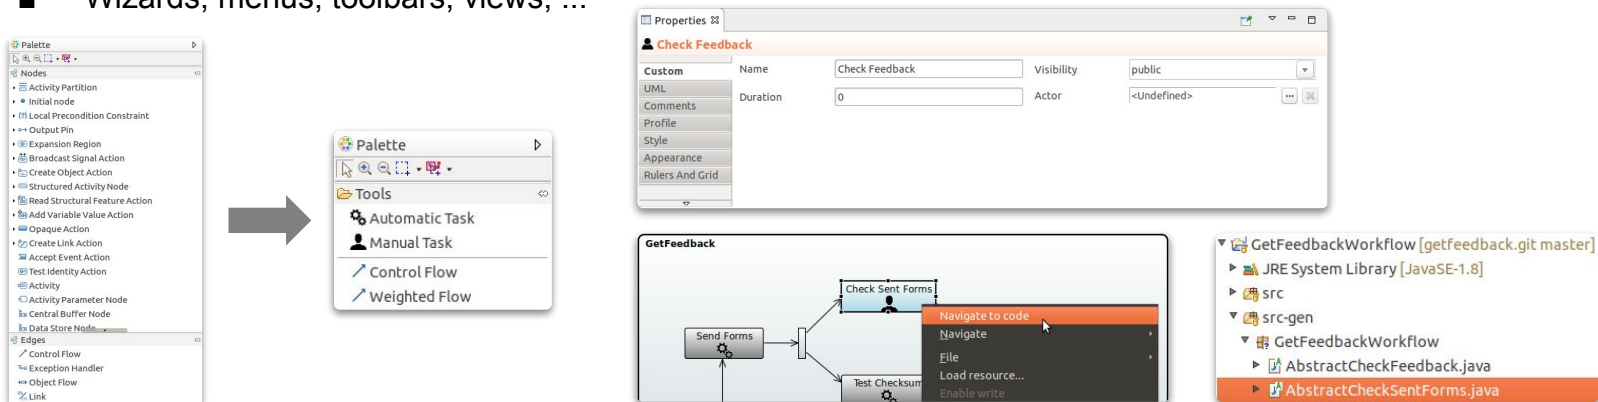 ■ Wizards, menus, toolbars, views, ...
Palette
Nodes
Activity Partition
Initial node
Local Precondition Constraint
Output Pin
Expansion Region
Broadcast Signal Action
Create Object Action
Structured Activity Node
Read Structural Feature Action
Add Variable Value Action
Opaque Action
Create Link Action
Accept Event Action
Test Identity Action
Activity
Activity Parameter Node
Central Buffer Node
Data Store Node
Edges
Control Flow
Exception Handler
Object Flow
Link
Palette
Tools
Automatic Task
Manual Task
Control Flow
Weighted Flow
Properties
Check Feedback
Custom
UML
Comments
Profile
Style
Appearance
Rulers And Grid
Name Check Feedback Visibility public
Duration 0 Actor <Undefined>
GetFeedback
Check Sent Forms
Send Forms
Test Checksum
Navigate to code
Navigate
File
Load resource...
Enable write
GetFeedbackWorkflow [getfeedback.git master]
JRE System Library [JavaSE-1.8]
src
src-gen
GetFeedbackWorkflow
AbstractCheckFeedback.java
AbstractCheckSentForms.java